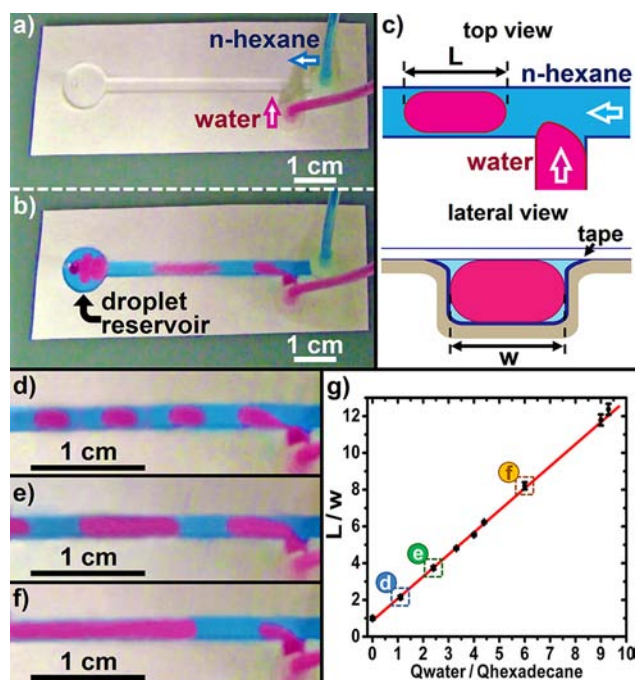 a)
n-hexane
water
1 cm
b)
droplet
reservoir
1 cm
c)
top view
L
n-hexane
water
lateral view
tape
w
d)
1 cm
e)
1 cm
f)
1 cm
g)
L / w
12
10
8
6
4
2
0
f
e
d
0 1 2 3 4 5 6 7 8 9 10
Qwater / Qhexadecane